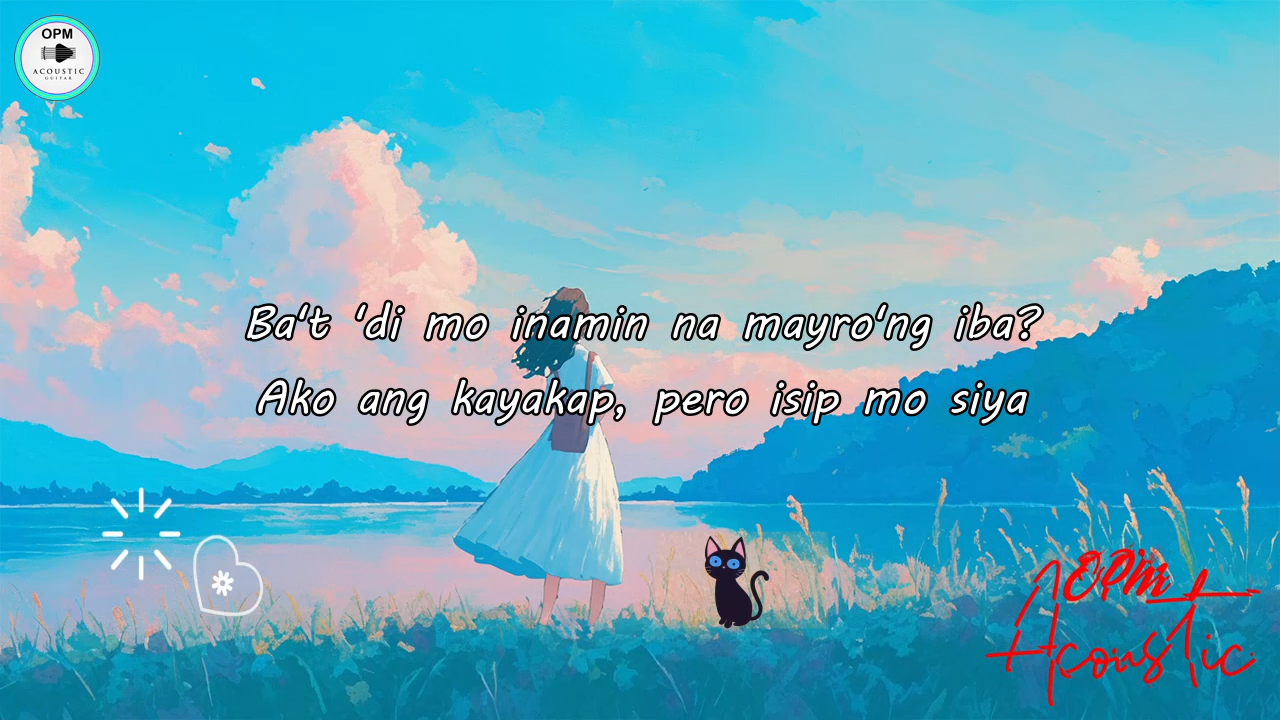 OPM
ACOUSTIC
GUITAR
Ba't 'di mo inamin na mayro'ng iba?
Ako ang kayakap, pero isip mo siya
OPM
Acoustic